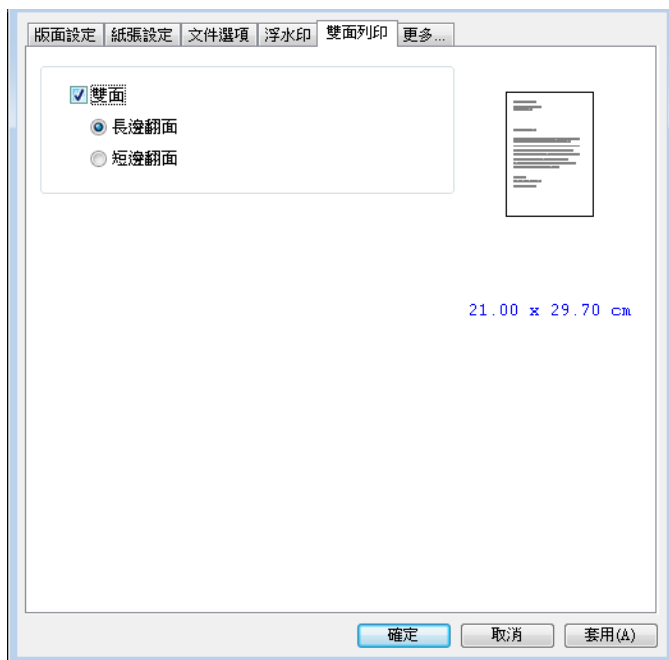 版面設定 紙張設定 文件選項 浮水印 雙面列印 更多...
雙面
長邊翻面
短邊翻面
21.00 x 29.70 cm
確定 取消 套用(A)